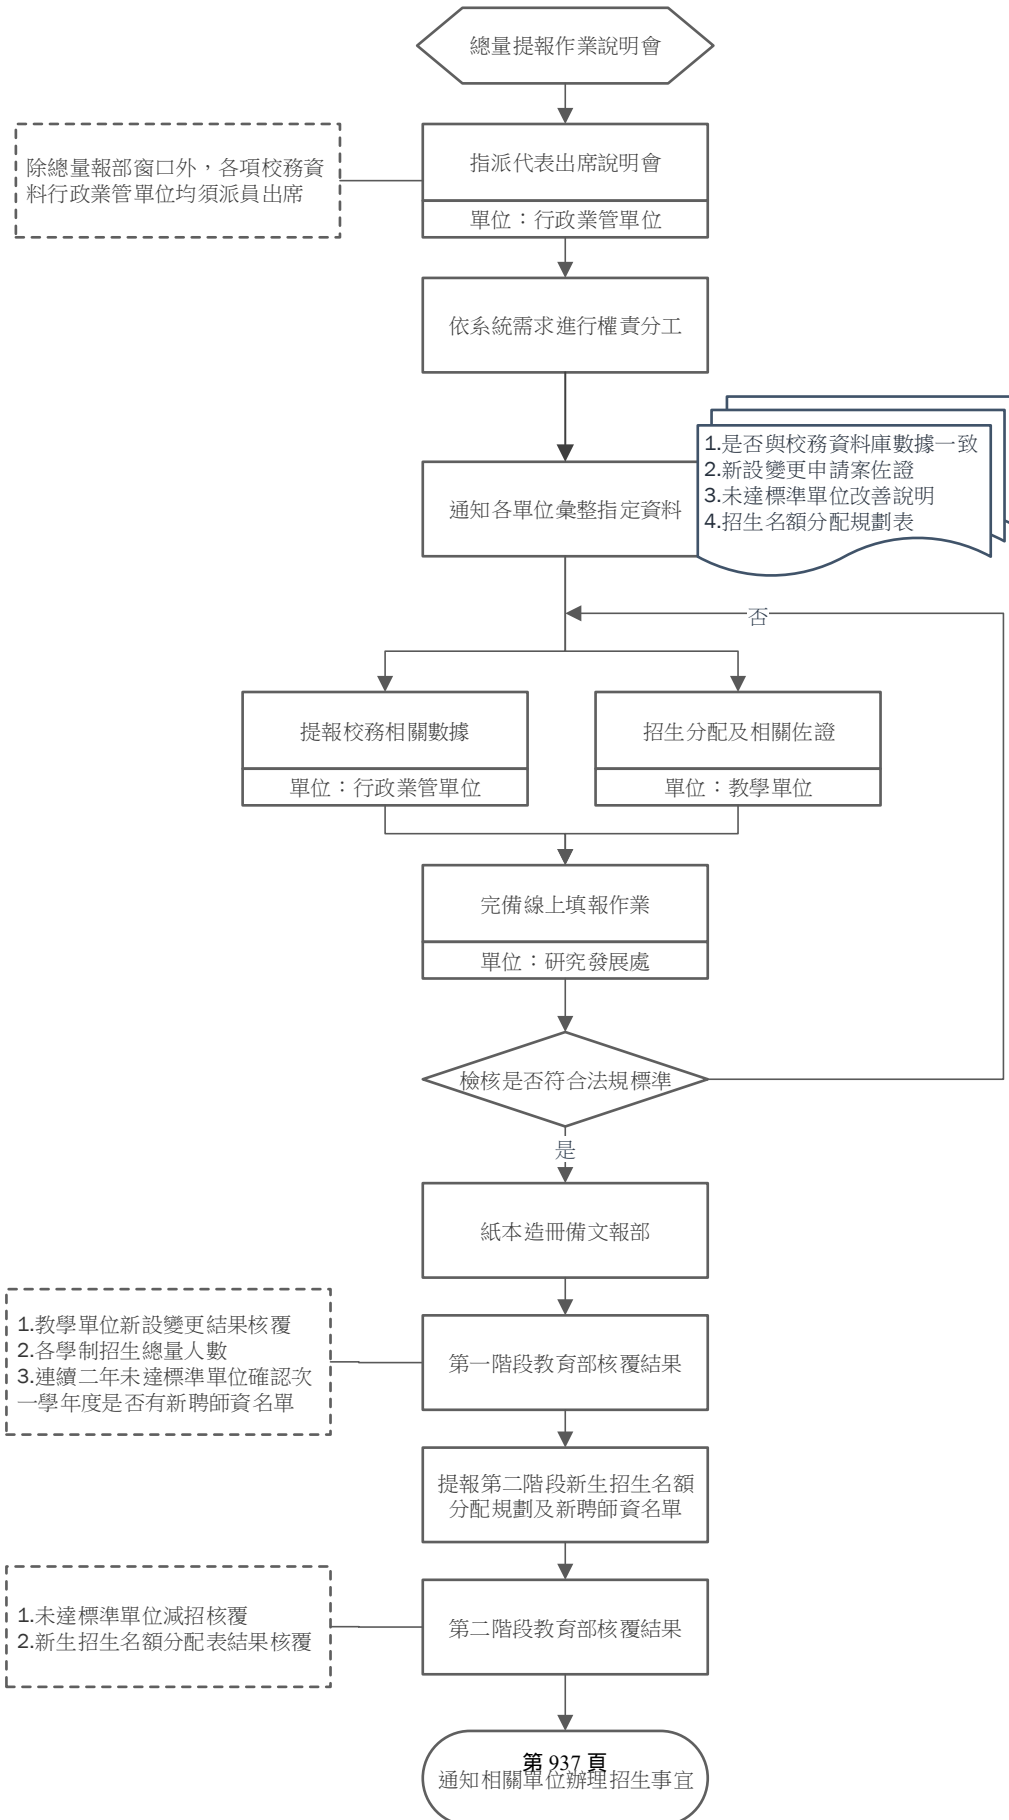 總量提報作業說明會
除總量報部窗口外，各項校務資
料行政業管單位均須派員出席
指派代表出席說明會
單位：行政業管單位
依系統需求進行權責分工
通知各單位彙整指定資料
1.是否與校務資料庫數據一致
2.新設變更申請案佐證
3.未達標準單位改善說明
4.招生名額分配規劃表
否
提報校務相關數據
單位：行政業管單位
招生分配及相關佐證
單位：教學單位
完備線上填報作業
單位：研究發展處
檢核是否符合法規標準
是
紙本造冊備文報部
1.教學單位新設變更結果核覆
2.各學制招生總量人數
3.連續二年未達標準單位確認次
一學年度是否有新聘師資名單
第一階段教育部核覆結果
提報第二階段新生招生名額
分配規劃及新聘師資名單
1.未達標準單位減招核覆
2.新生招生名額分配表結果核覆
第二階段教育部核覆結果
第 937 頁
通知相關單位辦理招生事宜